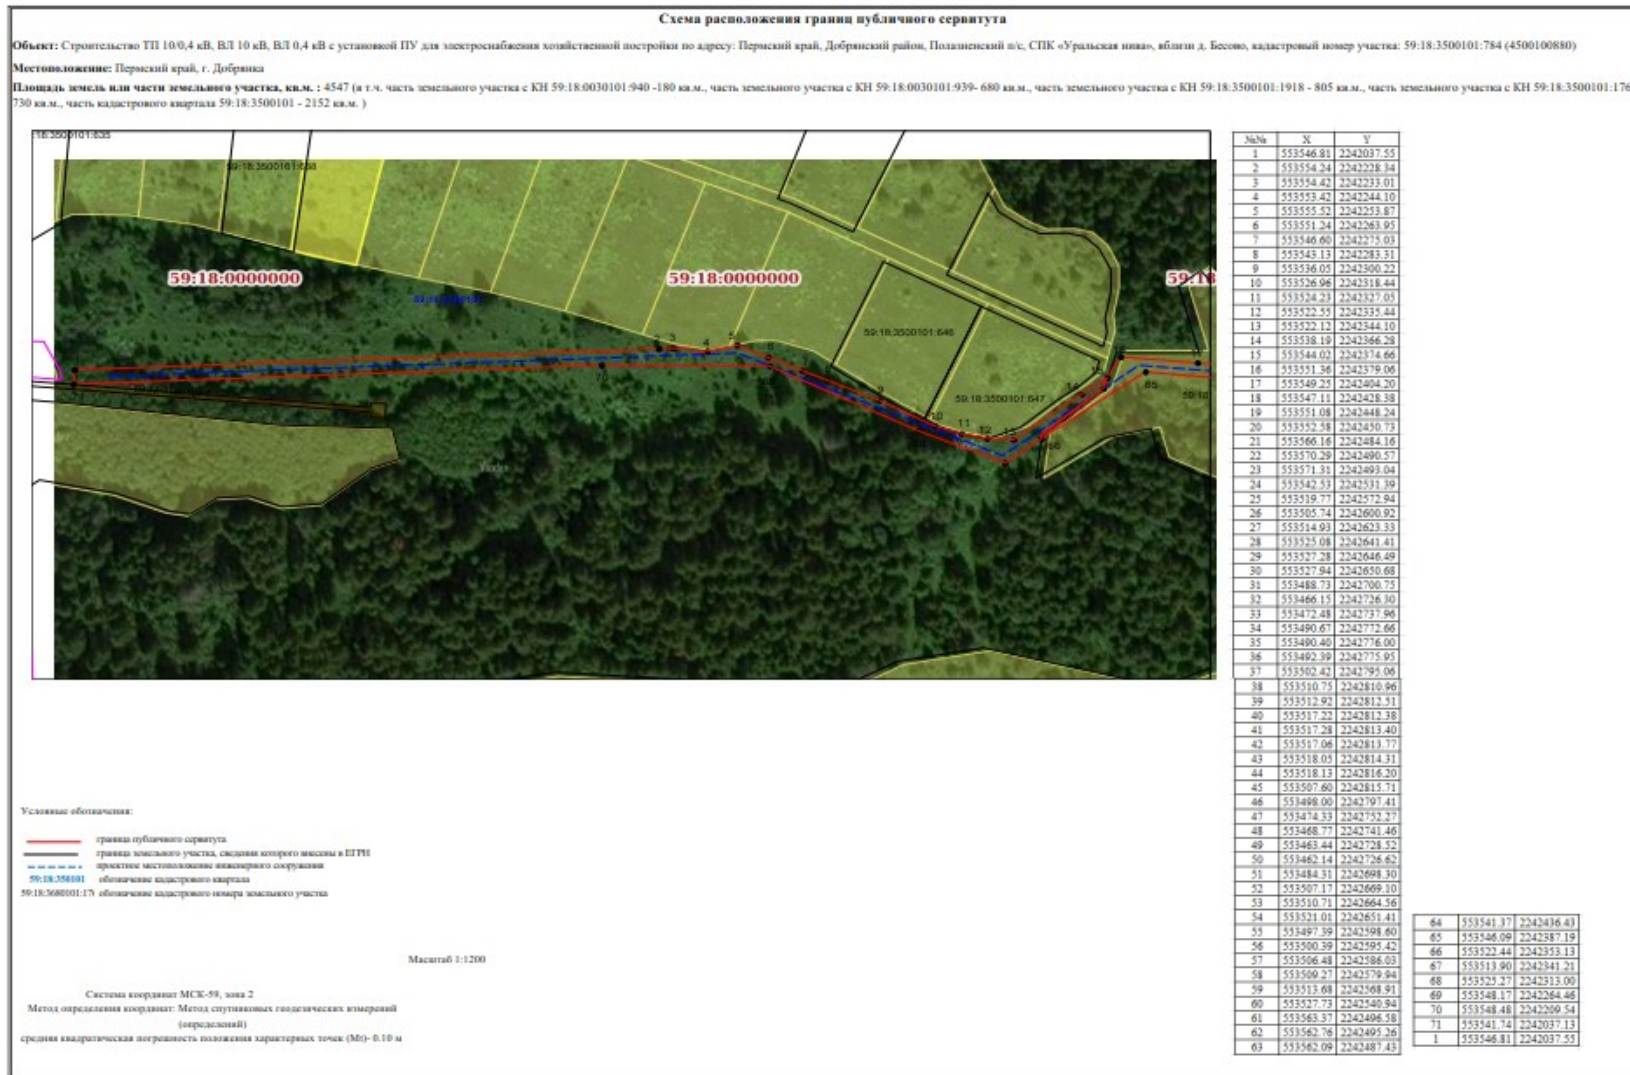 Схема расположения границ публичного сервитута
Объект: Строительство ТП 10/0,4 кВ, ВЛ 10 кВ, ВЛ 0,4 кВ с установкой ПУ для электроснабжения хозяйственной постройки по адресу: Пермский край, Добрянский район, Полазненский п/с, СПК «Уральская нива», вблизи д. Бесово, кадастровый номер участка: 59:18:3500101:784 (4500100880)
Местоположение: Пермский край, г. Добрянка
Площадь земель или части земельного участка, кв.м. : 4547 (в т.ч. часть земельного участка с КН 59:18:0030101:940 -180 кв.м., часть земельного участка с КН 59:18:0030101:939- 680 кв.м., часть земельного участка с КН 59:18:3500101:1918 - 805 кв.м., часть земельного участка с КН 59:18:3500101:176
730 кв.м., часть кадастрового квартала 59:18:3500101 - 2152 кв.м. )
:18:3500101:635
59:18:0000000
59:18:0000000
59:18
59:18:3500101:646
59:18:3500101:647
2
3
4
5
6
9
10
11
12
13
14
65
70
№№ X Y
1 553546.81 2242037.55
2 553554.24 2242228.34
3 553554.42 2242233.01
4 553553.42 2242244.10
5 553555.52 2242253.87
6 553551.24 2242263.95
7 553546.60 2242275.03
8 553543.13 2242283.31
9 553536.05 2242300.22
10 553526.96 2242318.44
11 553524.23 2242327.05
12 553522.55 2242335.44
13 553522.12 2242344.10
14 553538.19 2242366.28
15 553544.02 2242374.66
16 553551.36 2242379.06
17 553549.25 2242404.20
18 553547.11 2242428.38
19 553551.08 2242448.24
20 553552.58 2242450.73
21 553566.16 2242484.16
22 553570.29 2242490.57
23 553571.31 2242493.04
24 553542.53 2242531.39
25 553519.77 2242572.94
26 553505.74 2242600.92
27 553514.93 2242623.33
28 553525.08 2242641.41
29 553527.28 2242646.49
30 553527.94 2242650.68
31 553488.73 2242700.75
32 553466.15 2242726.30
33 553472.48 2242737.96
34 553490.67 2242772.66
35 553490.40 2242776.00
36 553492.39 2242775.95
37 553502.42 2242795.06
38 553510.75 2242810.96
39 553512.92 2242812.51
40 553517.22 2242812.38
41 553517.28 2242813.40
42 553517.06 2242813.77
43 553518.05 2242814.31
44 553518.13 2242816.20
45 553507.60 2242815.71
46 553498.00 2242797.41
47 553474.33 2242752.27
48 553468.77 2242741.46
49 553463.44 2242728.52
50 553462.14 2242726.62
51 553484.31 2242698.30
52 553507.17 2242669.10
53 553510.71 2242664.56
54 553521.01 2242651.41
55 553497.39 2242598.60
56 553500.39 2242595.42
57 553506.48 2242586.03
58 553509.27 2242579.94
59 553513.68 2242568.91
60 553527.73 2242540.94
61 553563.37 2242496.58
62 553562.76 2242495.26
63 553562.09 2242487.43
64 553541.37 2242436.43
65 553546.09 2242387.19
66 553522.44 2242353.13
67 553513.90 2242341.21
68 553525.27 2242313.00
69 553548.17 2242264.46
70 553548.48 2242209.54
71 553541.74 2242037.13
1 553546.81 2242037.55
Условные обозначения:
граница публичного сервитута
граница земельного участка, сведения которого внесены в ЕГРН
проектное местоположение инженерного сооружения
59:18:350101 обозначение кадастрового квартала
59:18:3680101:17 обозначение кадастрового номера земельного участка
Масштаб 1:1200
Система координат МСК-59, зона 2
Метод определения координат: Метод спутниковых геодезических измерений
(определений)
средняя квадратическая погрешность положения характерных точек (Mt)- 0.10 м